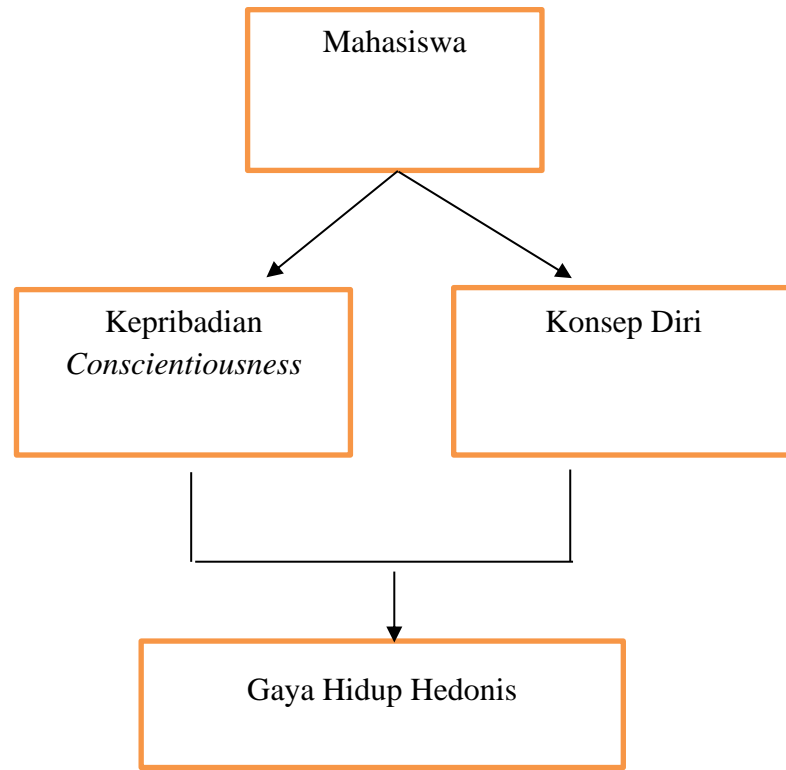 Mahasiswa
Kepribadian
Conscientiousness
Konsep Diri
Gaya Hidup Hedonis